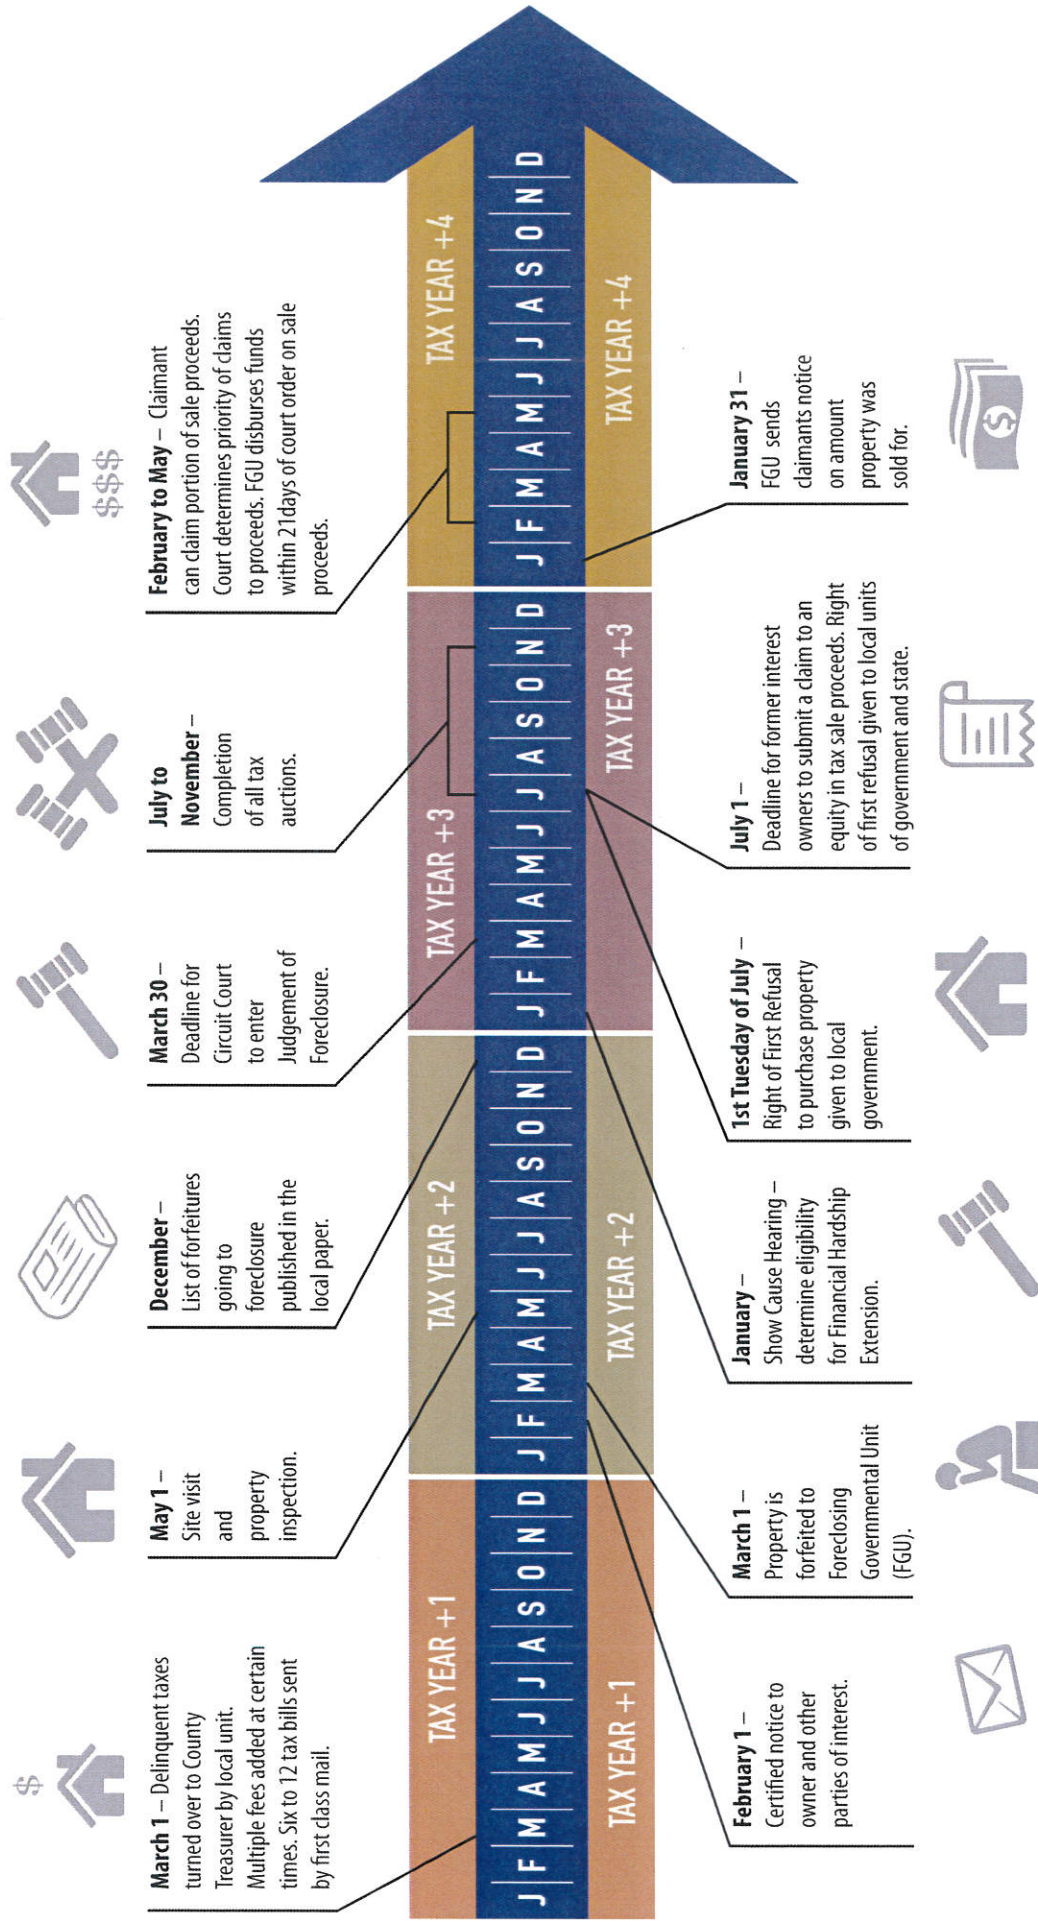 $
March 1 – Delinquent taxes
turned over to County
Treasurer by local unit.
Multiple fees added at certain
times. Six to 12 tax bills sent
by first class mail.
May 1 –
Site visit
and
property
inspection.
December –
List of forfeitures
going to
foreclosure
published in the
local paper.
March 30 –
Deadline for
Circuit Court
to enter
Judgement of
Foreclosure.
July to
November –
Completion
of all tax
auctions.
$$$
February to May – Claimant
can claim portion of sale proceeds.
Court determines priority of claims
to proceeds. FGU disburses funds
within 21days of court order on sale
proceeds.
TAX YEAR +1
TAX YEAR +2
TAX YEAR +3
TAX YEAR +4
J F M A M J J A S O N D
J F M A M J J A S O N D
J F M A M J J A S O N D
J F M A M J J A S O N D
TAX YEAR +1
TAX YEAR +2
TAX YEAR +3
TAX YEAR +4
February 1 –
Certified notice to
owner and other
parties of interest.
March 1 –
Property is
forfeited to
Foreclosing
Governmental Unit
(FGU).
January –
Show Cause Hearing –
determine eligibility
for Financial Hardship
Extension.
1st Tuesday of July –
Right of First Refusal
to purchase property
given to local
government.
July 1 –
Deadline for former interest
owners to submit a claim to an
equity in tax sale proceeds. Right
of first refusal given to local units
of government and state.
January 31 –
FGU sends
claimants notice
on amount
property was
sold for.
$